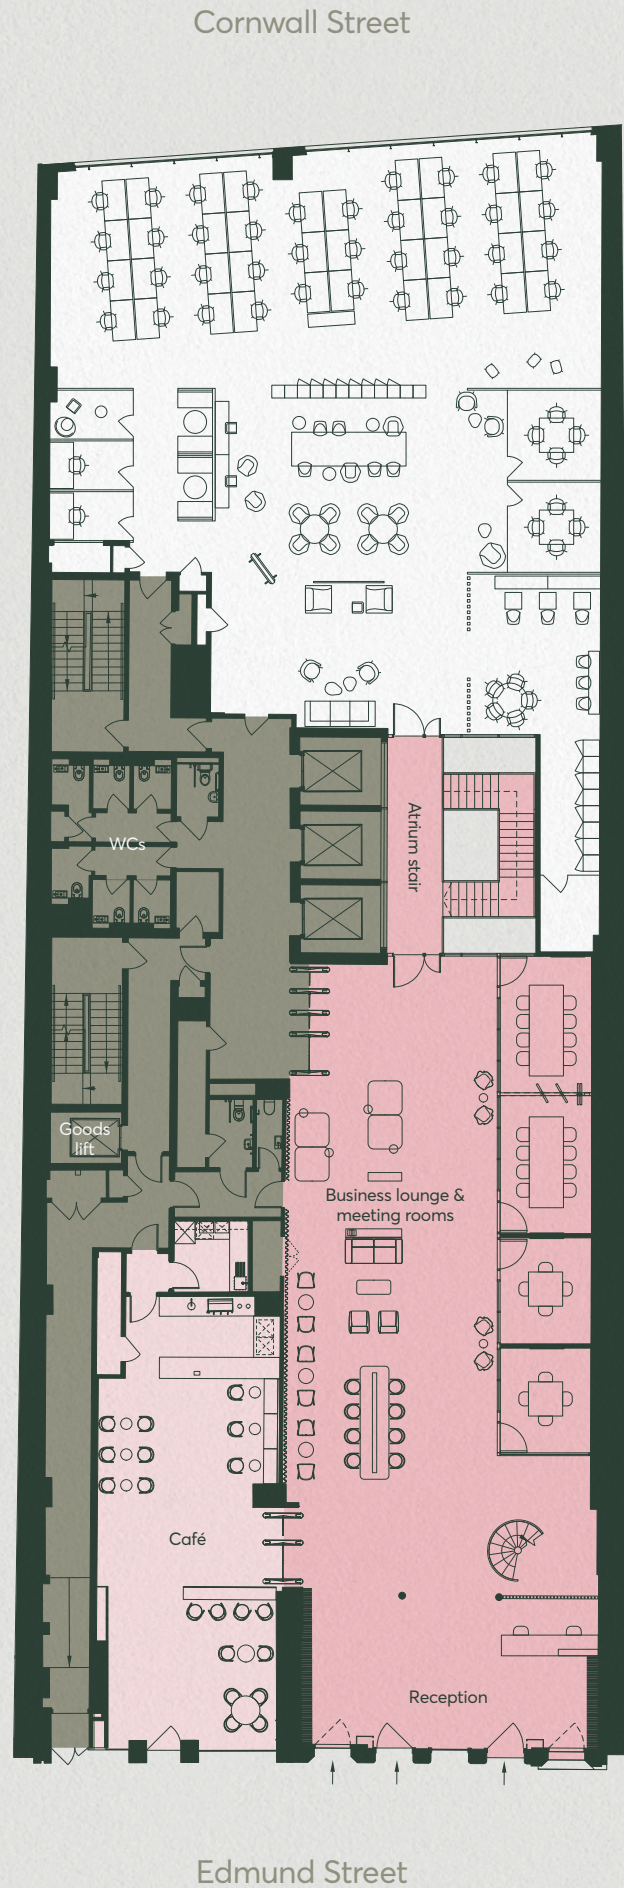 Cornwall Street
Atrium stair
WCs
Goods
lift
Business lounge &
meeting rooms
Café
Reception
Edmund Street